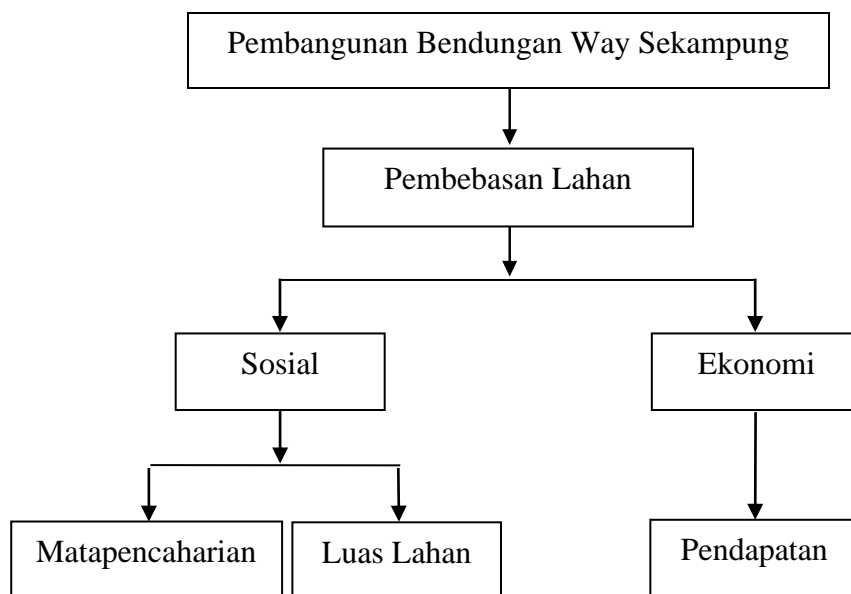 Pembangunan Bendungan Way Sekampung
Pembebasan Lahan
Sosial
Ekonomi
Matapencaharian
Luas Lahan
Pendapatan